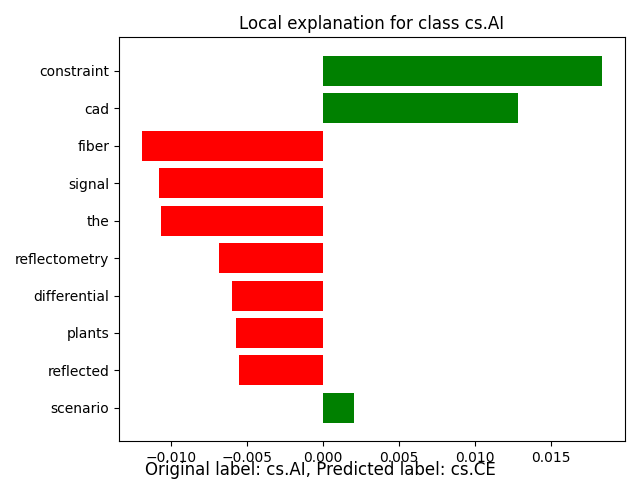 Local explanation for class cs.AI
constraint
cad
fiber
signal
the
reflectometry
differential
plants
reflected
scenario
−0.010 −0.005 0.000 0.005 0.010 0.015
Original label: cs.AI, Predicted label: cs.CE